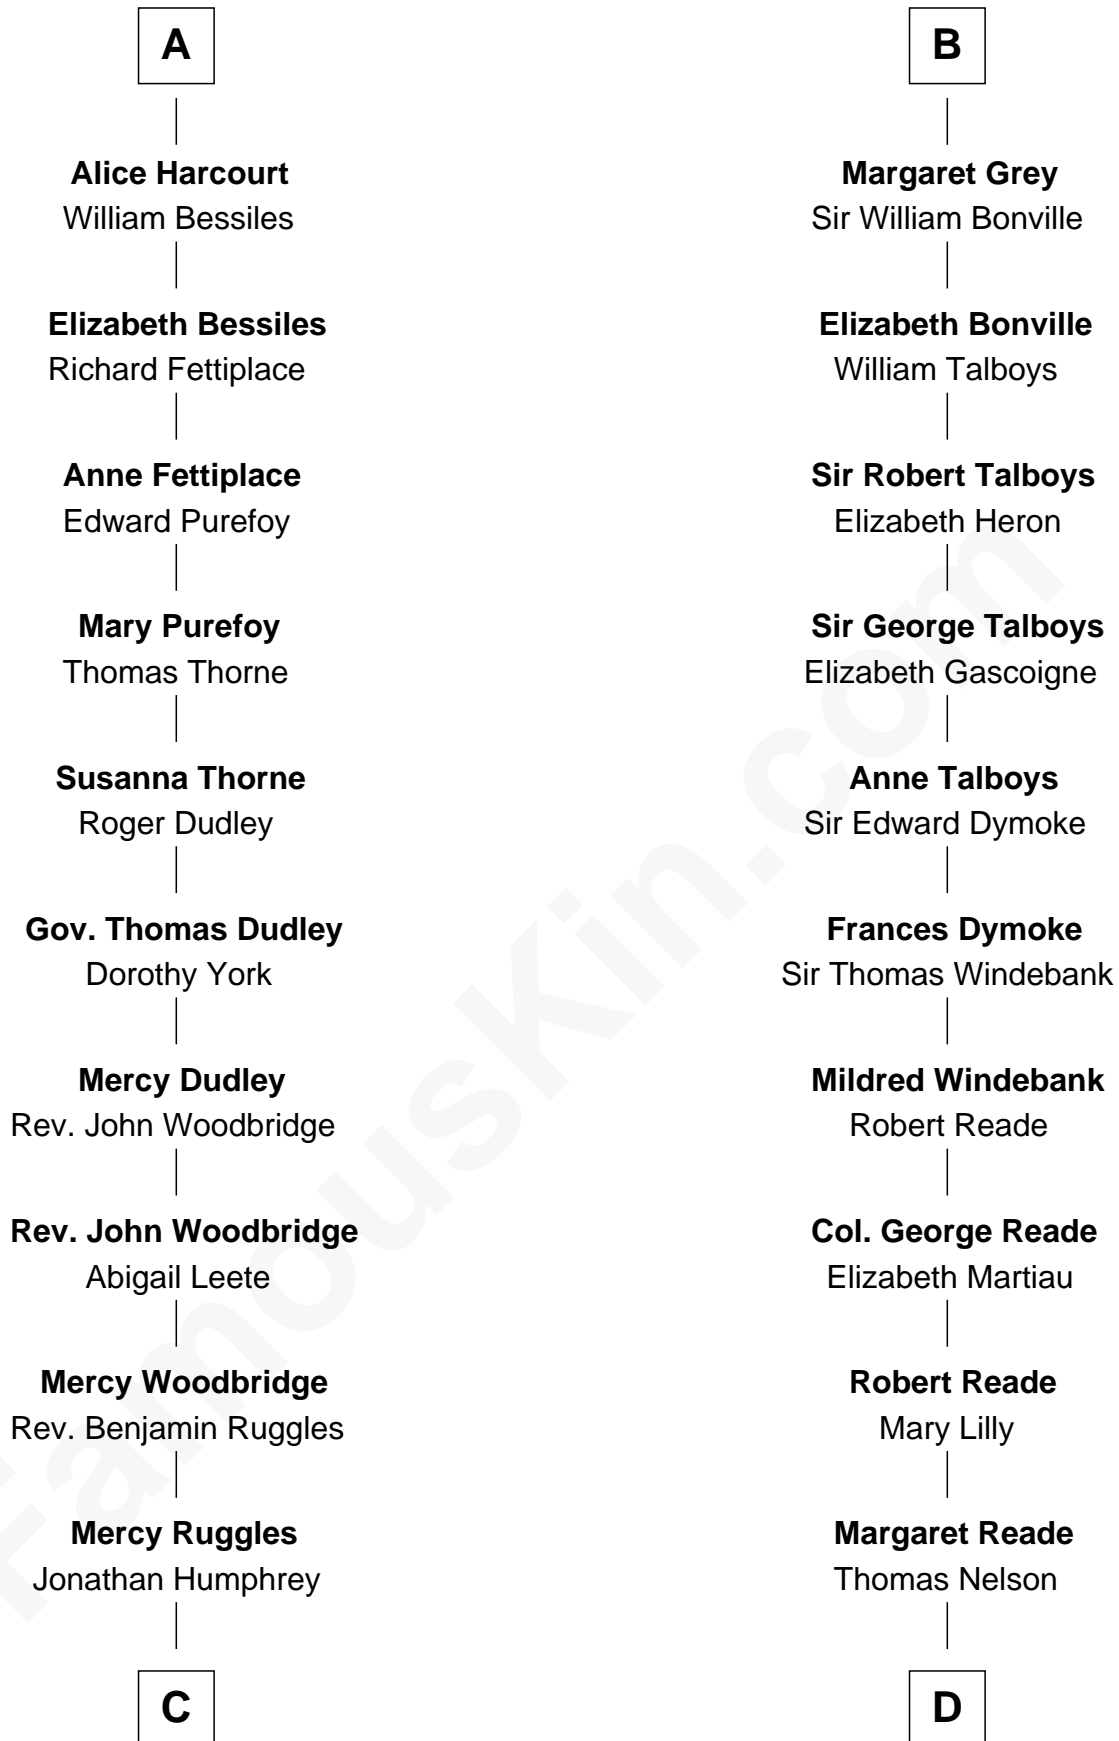 A
Alice Harcourt
William Bessiles
Elizabeth Bessiles
Richard Fettiplace
Anne Fettiplace
Edward Purefoy
Mary Purefoy
Thomas Thorne
Susanna Thorne
Roger Dudley
Gov. Thomas Dudley
Dorothy York
Mercy Dudley
Rev. John Woodbridge
Rev. John Woodbridge
Abigail Leete
Mercy Woodbridge
Rev. Benjamin Ruggles
Mercy Ruggles
Jonathan Humphrey
C
B
Margaret Grey
Sir William Bonville
Elizabeth Bonville
William Talboys
Sir Robert Talboys
Elizabeth Heron
Sir George Talboys
Elizabeth Gascoigne
Anne Talboys
Sir Edward Dymoke
Frances Dymoke
Sir Thomas Windebank
Mildred Windebank
Robert Reade
Col. George Reade
Elizabeth Martiau
Robert Reade
Mary Lilly
Margaret Reade
Thomas Nelson
D
FamousKin.com